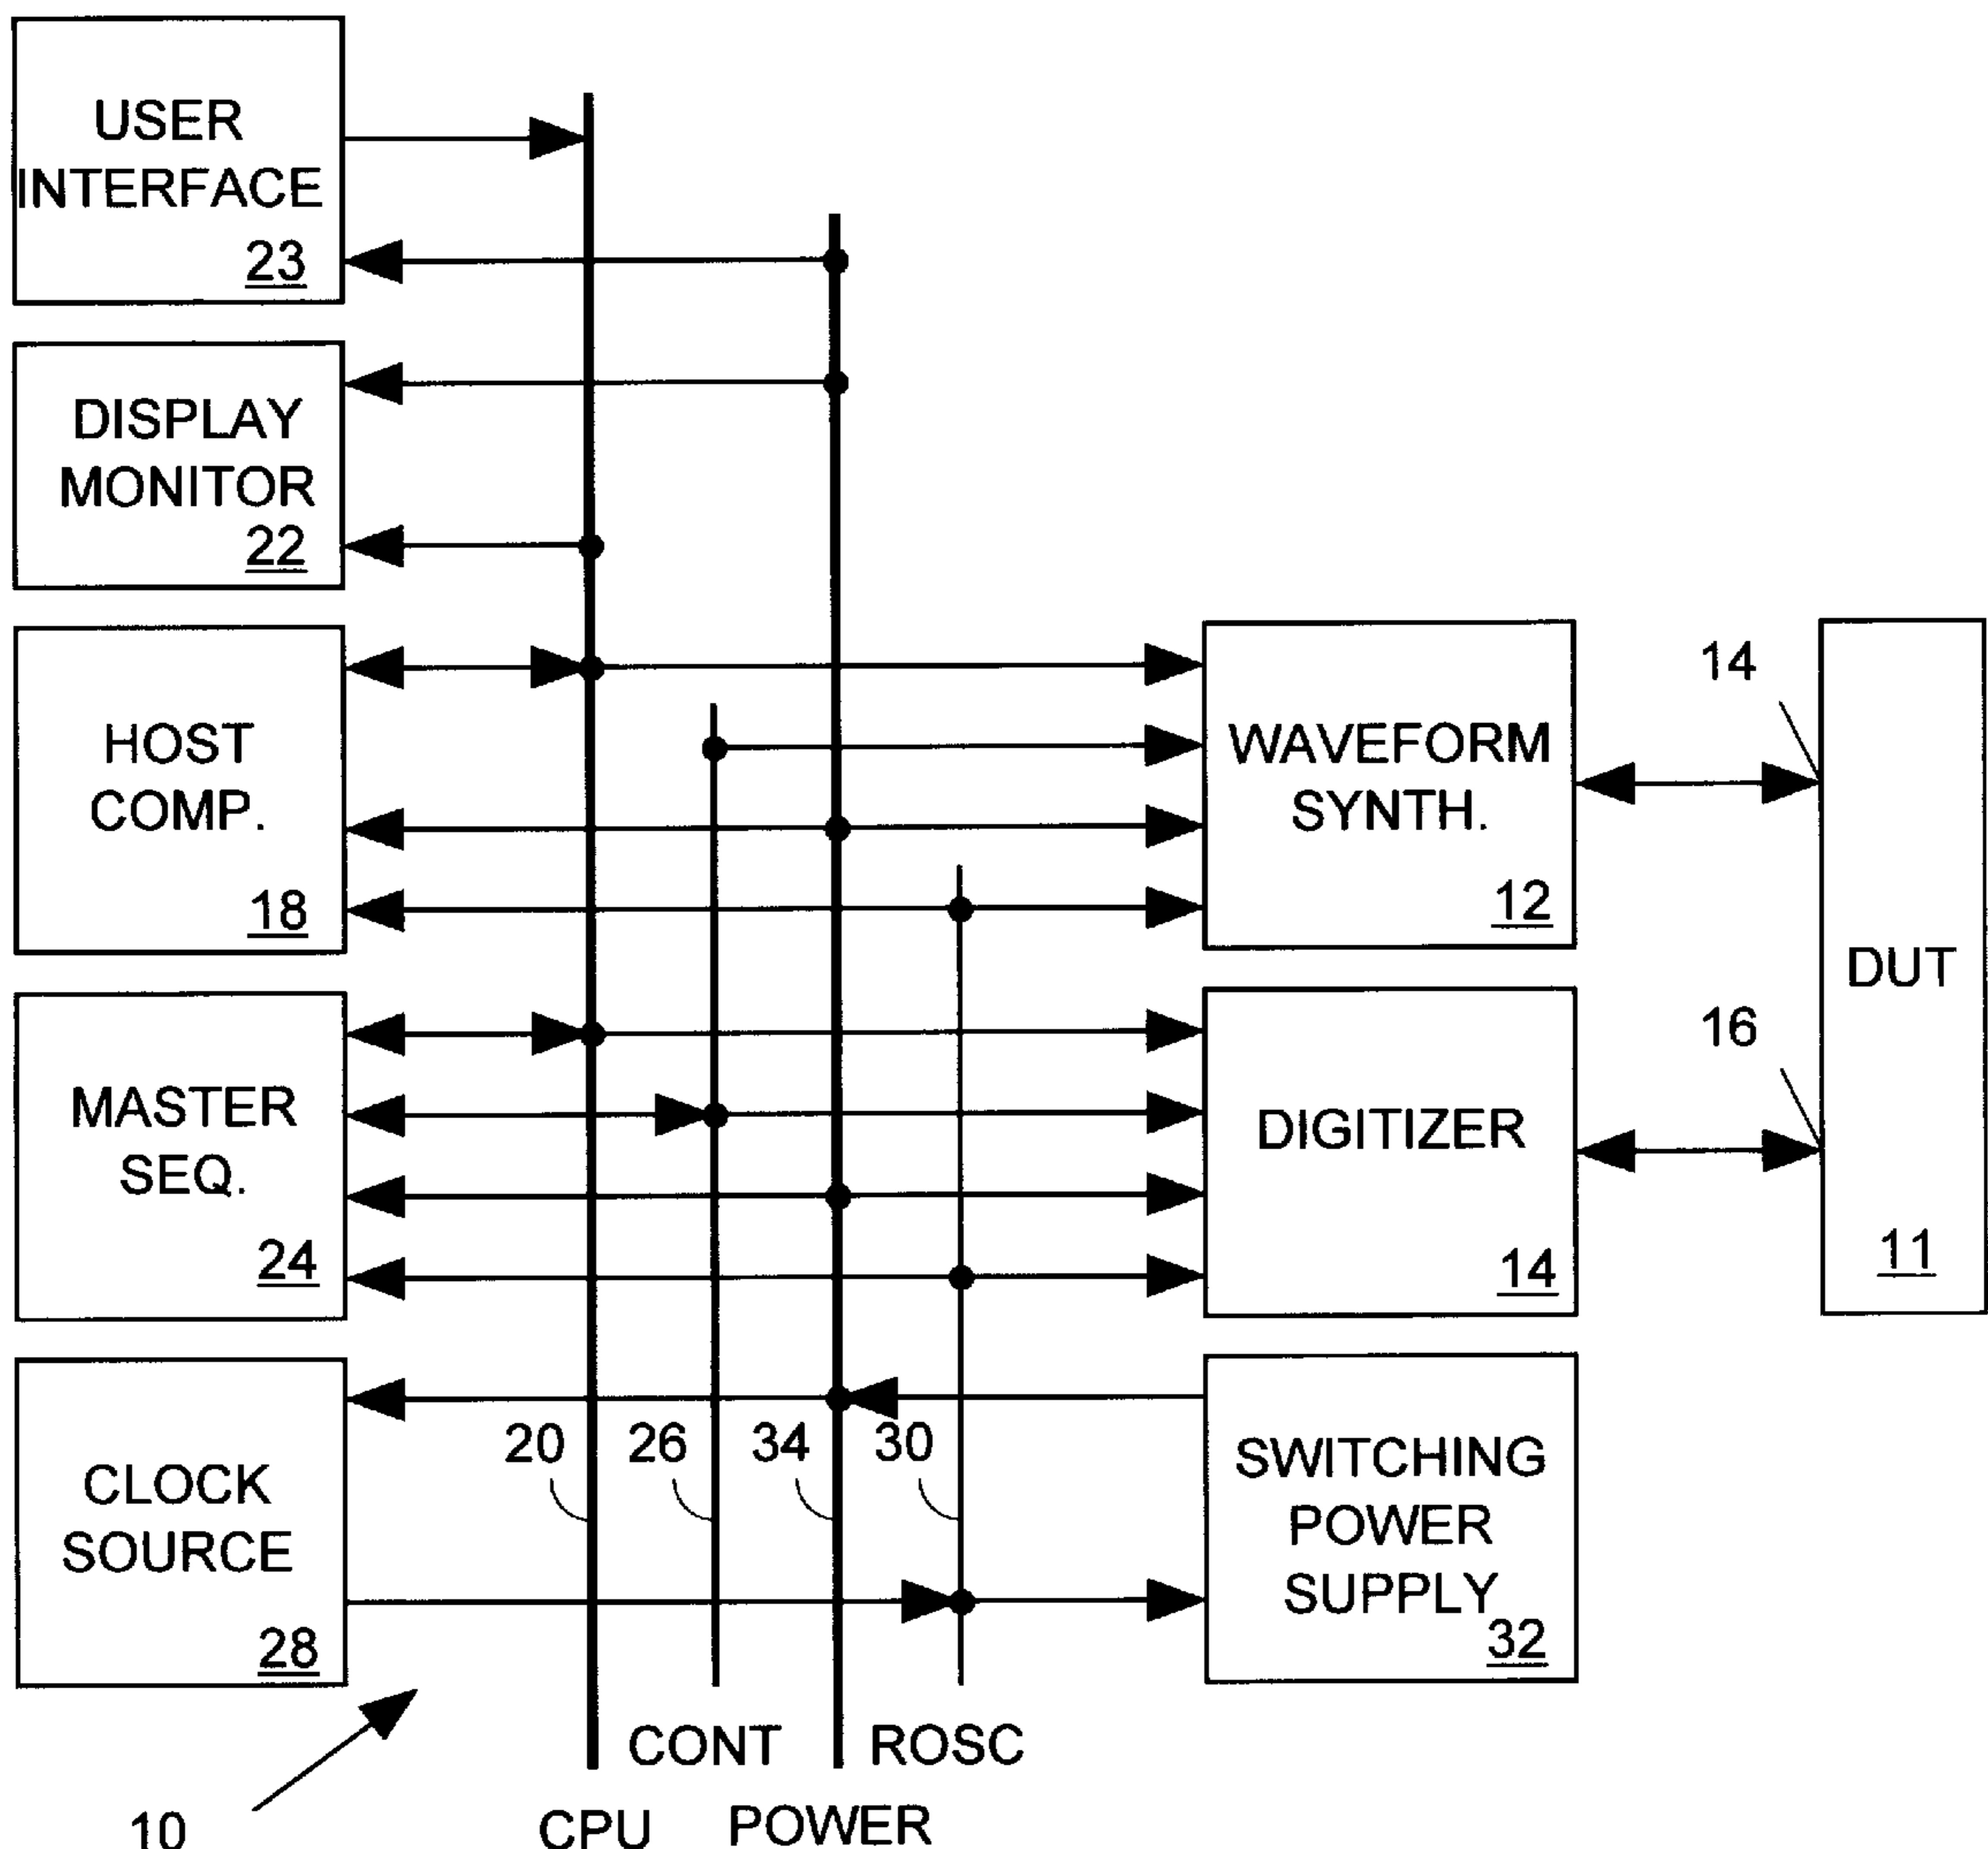 USER
INTERFACE
23
DISPLAY
MONITOR
22
HOST
COMP.
18
WAVEFORM
SYNTH.
12
14
DUT
11
MASTER
SEQ.
24
DIGITIZER
14
16
CLOCK
SOURCE
28
20
26
34
30
SWITCHING
POWER
SUPPLY
32
CONT
ROSC
CPU
POWER
10